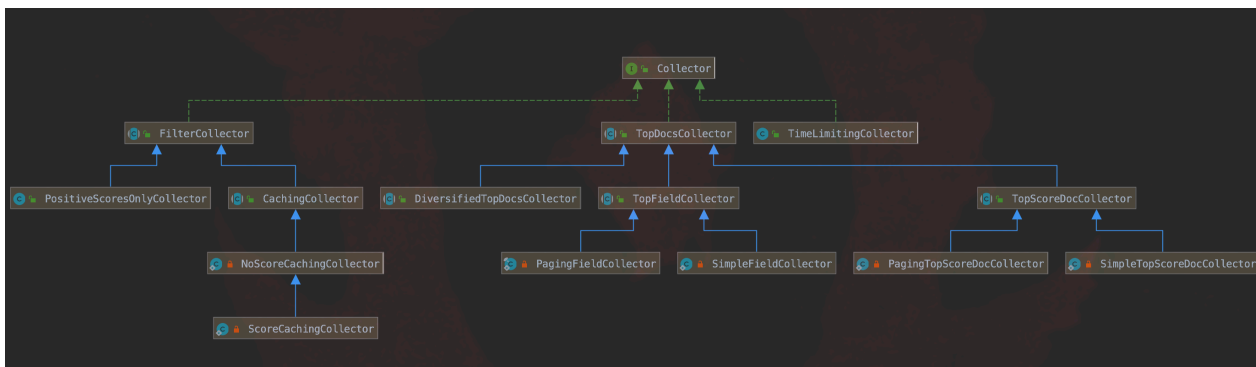 Collector
FilterCollector
TopDocsCollector
TimeLimitingCollector
PositiveScoresOnlyCollector
CachingCollector
DiversifiedTopDocsCollector
TopFieldCollector
TopScoreDocCollector
NoScoreCachingCollector
PagingFieldCollector
SimpleFieldCollector
PagingTopScoreDocCollector
SimpleTopScoreDocCollector
ScoreCachingCollector